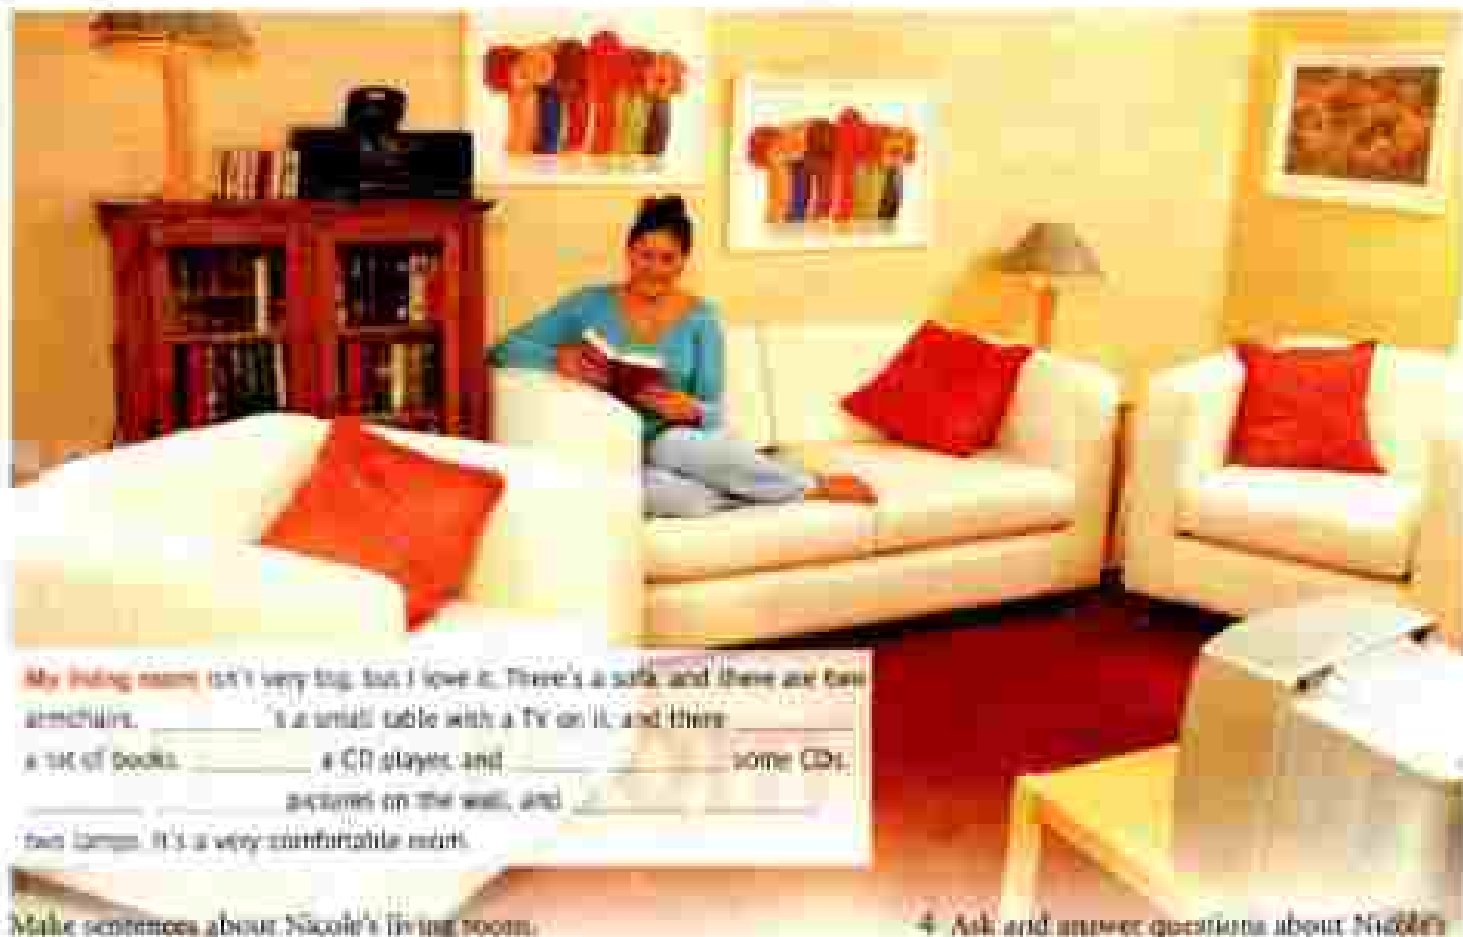 My living room isn't very big, but I love it. There's a sofa, and there are two
armchairs. ________ 's a small table with a TV on it, and there ________
a lot of books. ________ a CD player, and ________ ________ some CDs.
________ ________ pictures on the wall, and ________ ________
two lamps. It's a very comfortable room.
Make sentences about Nicole's living room.
4 Ask and answer questions about Nicole's